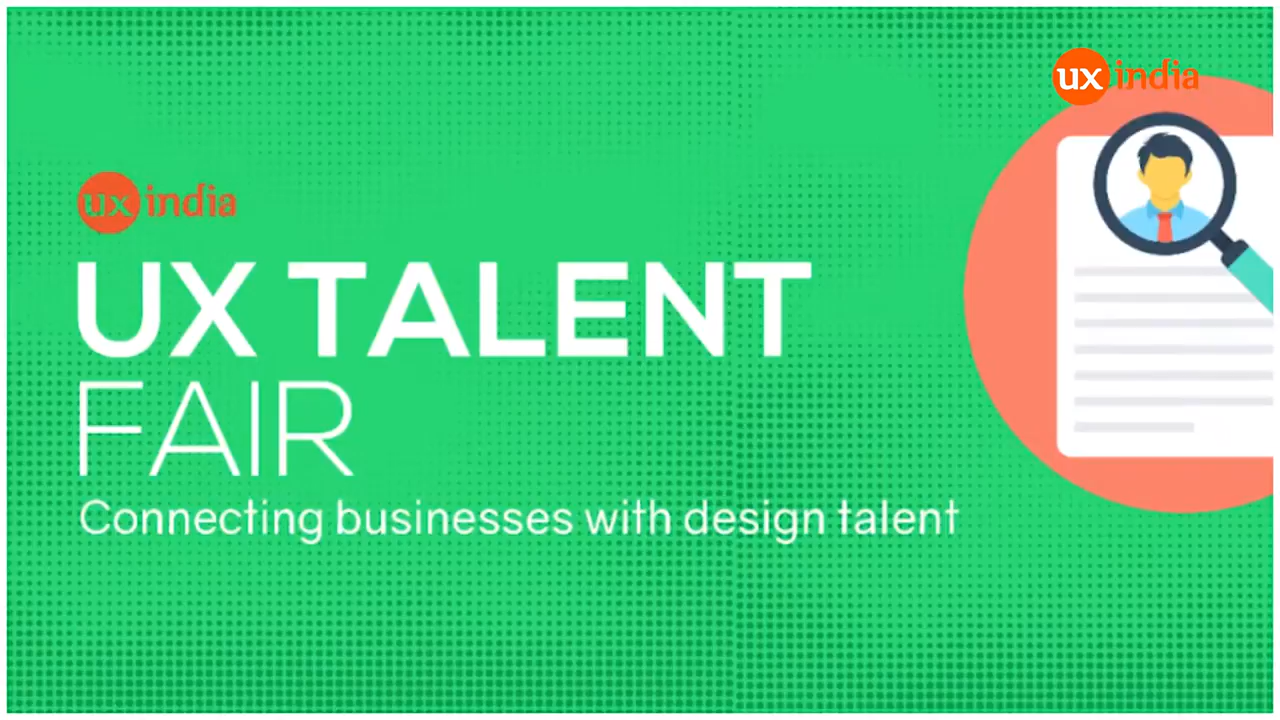 ux india
ux india
UX TALENT
FAIR
Connecting businesses with design talent